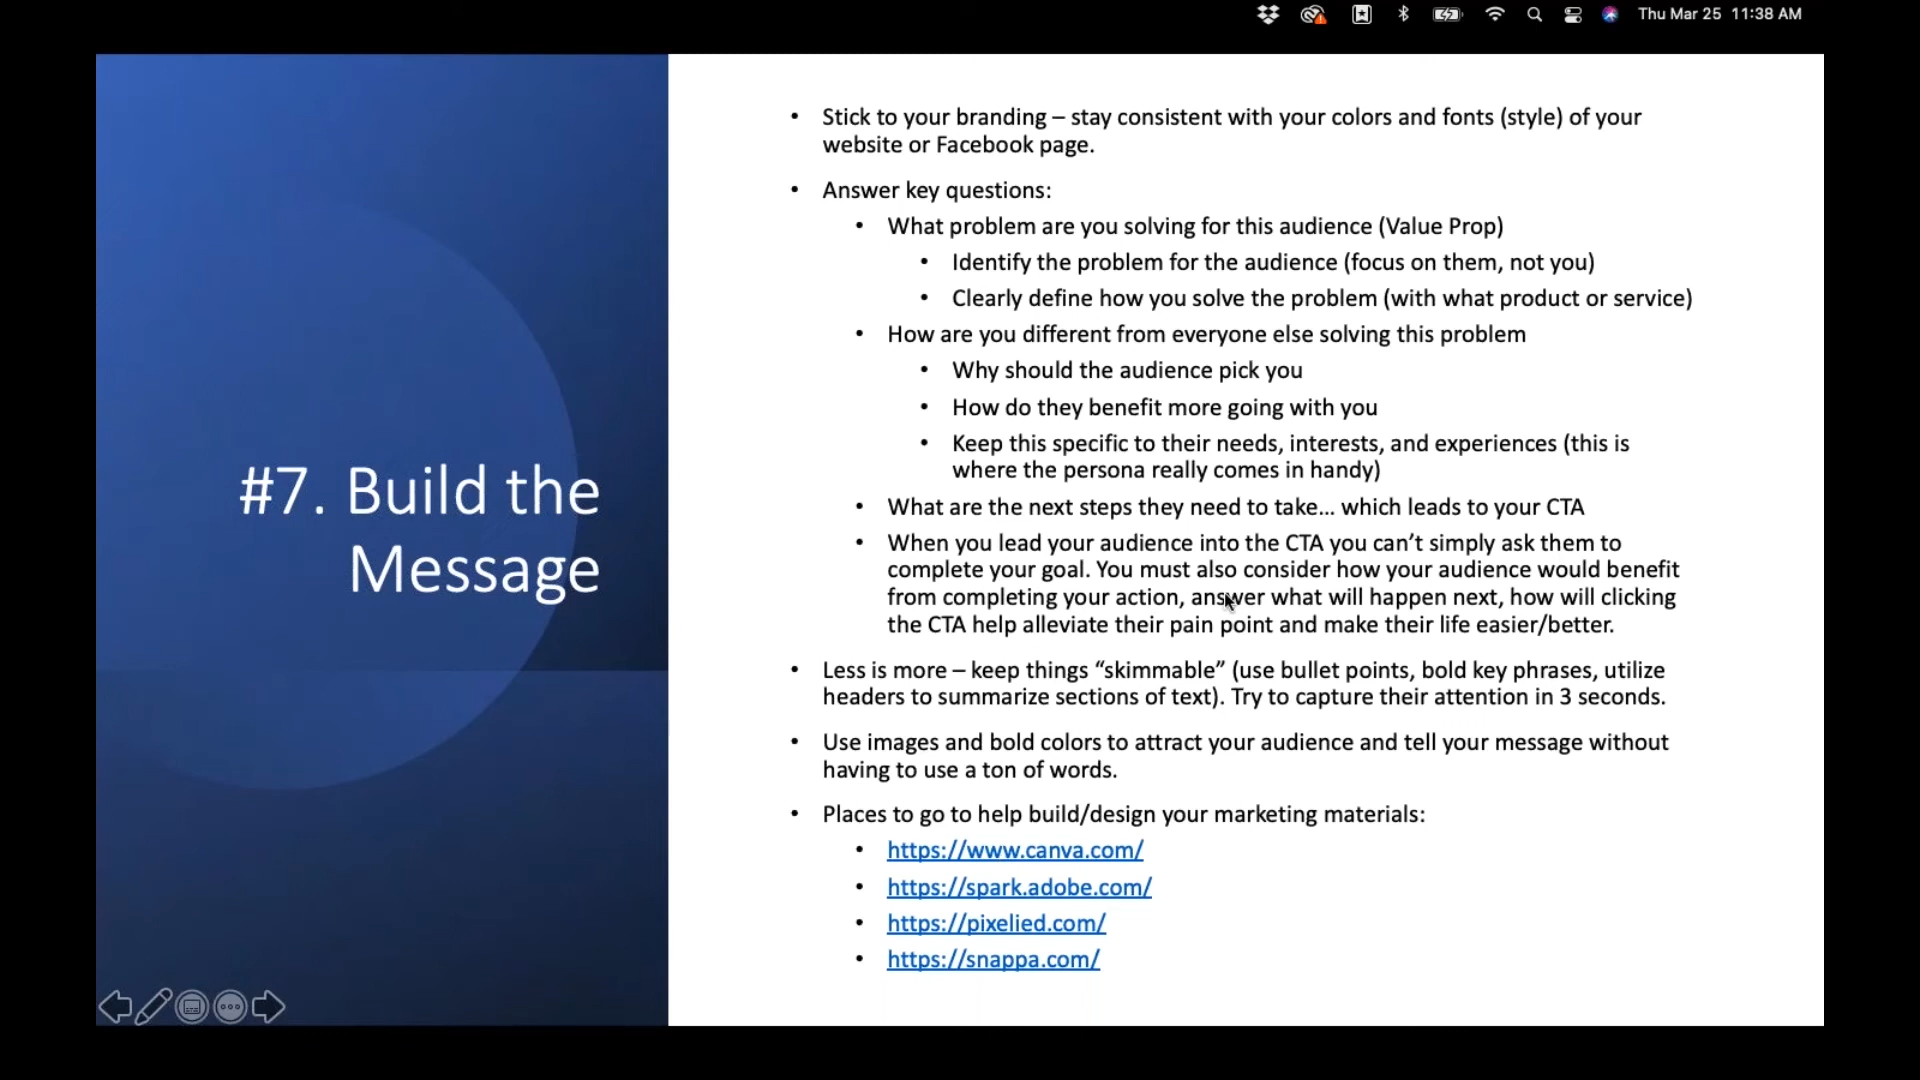 Thu Mar 25 11:38 AM
#7. Build the
Message
• Stick to your branding – stay consistent with your colors and fonts (style) of your
website or Facebook page.
• Answer key questions:
• What problem are you solving for this audience (Value Prop)
• Identify the problem for the audience (focus on them, not you)
• Clearly define how you solve the problem (with what product or service)
• How are you different from everyone else solving this problem
• Why should the audience pick you
• How do they benefit more going with you
• Keep this specific to their needs, interests, and experiences (this is
where the persona really comes in handy)
• What are the next steps they need to take… which leads to your CTA
• When you lead your audience into the CTA you can’t simply ask them to
complete your goal. You must also consider how your audience would benefit
from completing your action, answer what will happen next, how will clicking
the CTA help alleviate their pain point and make their life easier/better.
• Less is more – keep things “skimmable” (use bullet points, bold key phrases, utilize
headers to summarize sections of text). Try to capture their attention in 3 seconds.
• Use images and bold colors to attract your audience and tell your message without
having to use a ton of words.
• Places to go to help build/design your marketing materials:
• https://www.canva.com/
• https://spark.adobe.com/
• https://pixelied.com/
• https://snappa.com/